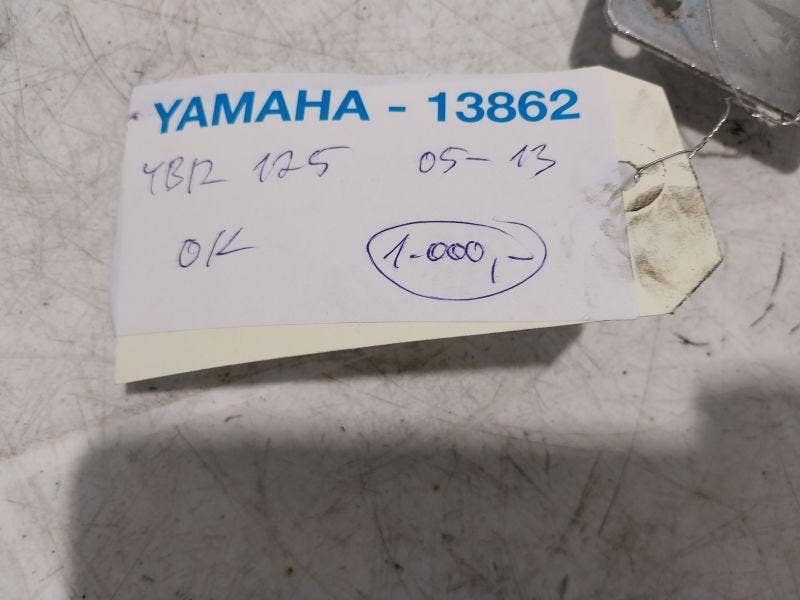 YAMAHA - 13862
YBR 125 05-13
OK 1.000,-